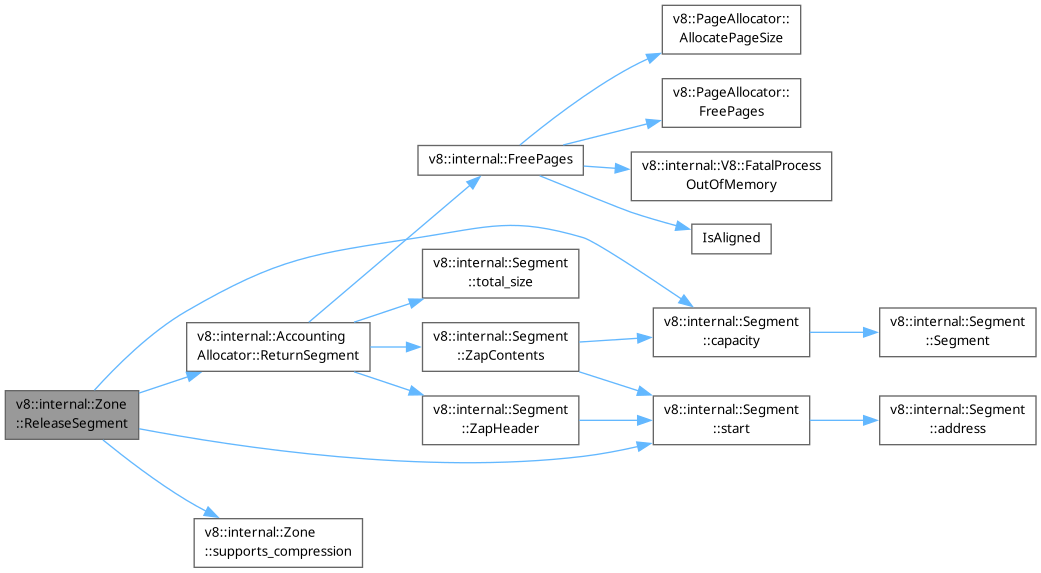 v8::PageAllocator::
AllocatePageSize
v8::PageAllocator::
FreePages
v8::internal::FreePages
v8::internal::V8::FatalProcess
OutOfMemory
IsAligned
v8::internal::Segment
::total_size
v8::internal::Accounting
Allocator::ReturnSegment
v8::internal::Segment
::ZapContents
v8::internal::Segment
::capacity
v8::internal::Segment
::Segment
v8::internal::Zone
::ReleaseSegment
v8::internal::Segment
::ZapHeader
v8::internal::Segment
::start
v8::internal::Segment
::address
v8::internal::Zone
::supports_compression